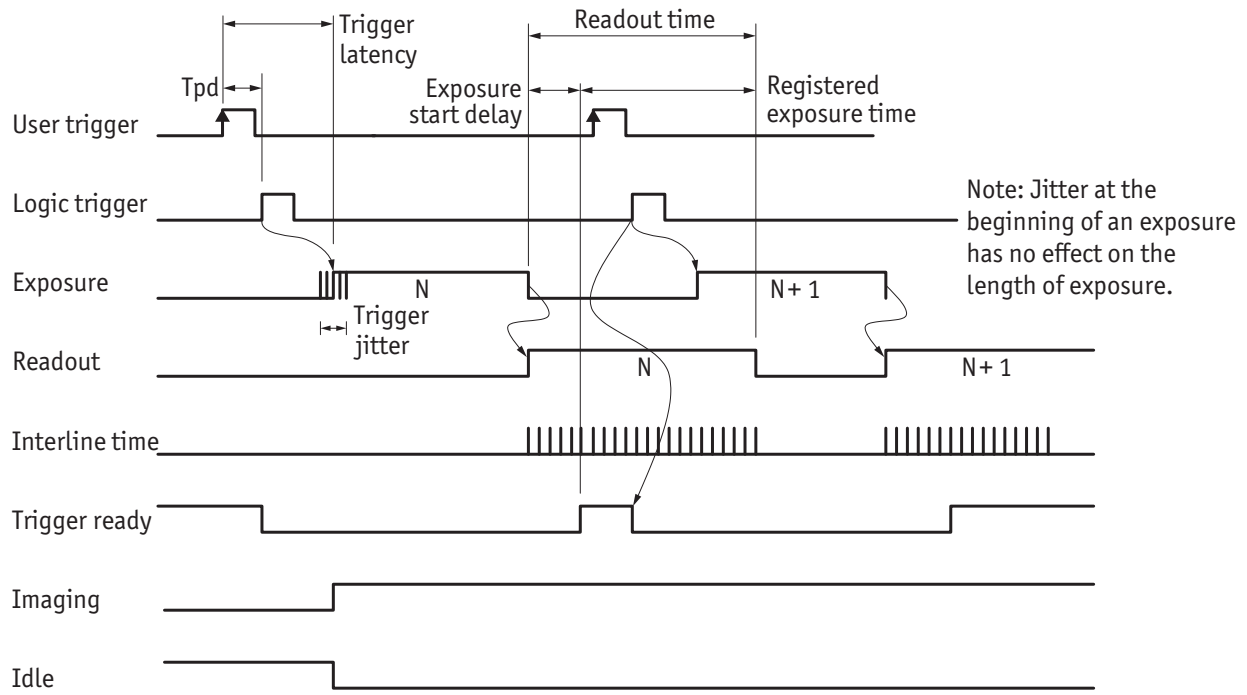 Trigger
latency
Readout time
Tpd
Exposure
start delay
Registered
exposure time
User trigger
Logic trigger
Note: Jitter at the
beginning of an exposure
has no effect on the
length of exposure.
Exposure
N
N + 1
Trigger
jitter
Readout
N
N + 1
Interline time
Trigger ready
Imaging
Idle